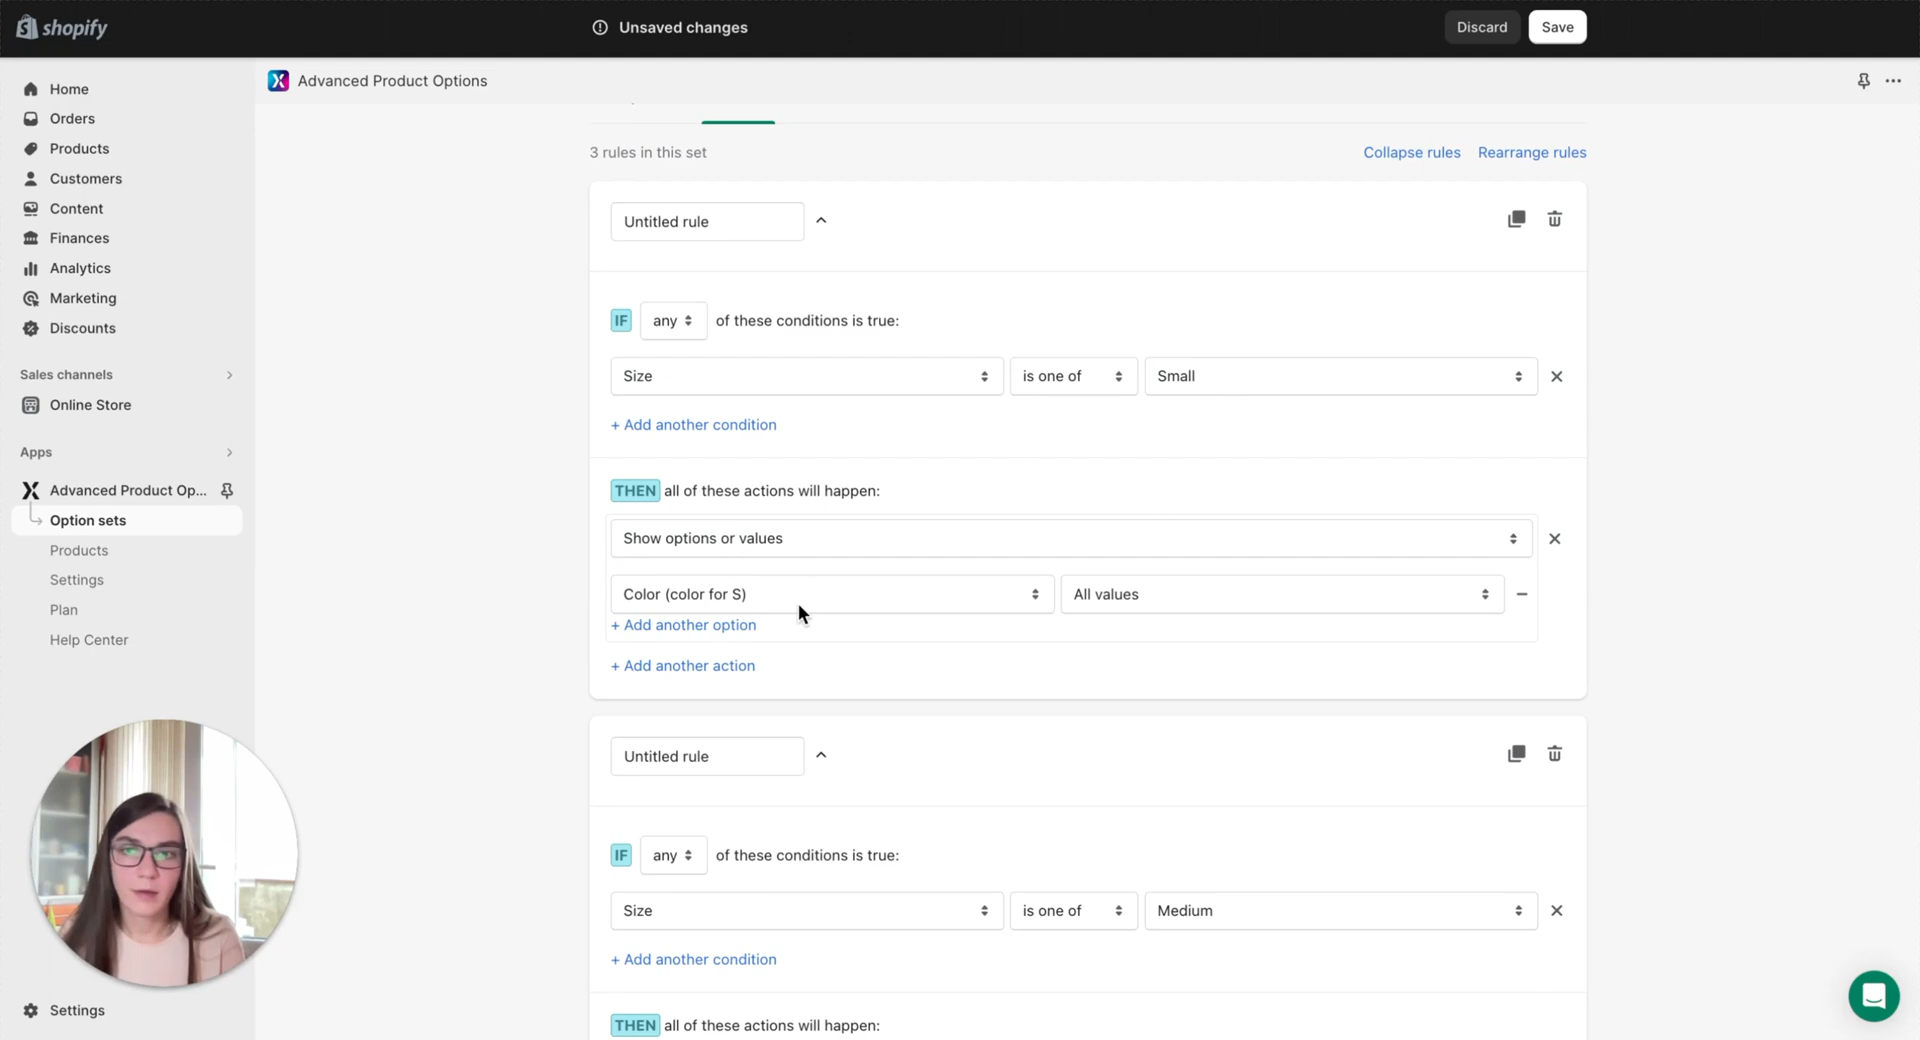 shopify
Unsaved changes
Discard
Save
Advanced Product Options
Home
Orders
Products
Customers
Content
Finances
Analytics
Marketing
Discounts
Sales channels
Online Store
Apps
Advanced Product Op...
Option sets
Products
Settings
Plan
Help Center
Settings
3 rules in this set
Collapse rules
Rearrange rules
Untitled rule
IF any of these conditions is true:
Size
is one of
Small
+ Add another condition
THEN all of these actions will happen:
Show options or values
Color (color for S)
All values
+ Add another option
+ Add another action
Untitled rule
IF any of these conditions is true:
Size
is one of
Medium
+ Add another condition
THEN all of these actions will happen: